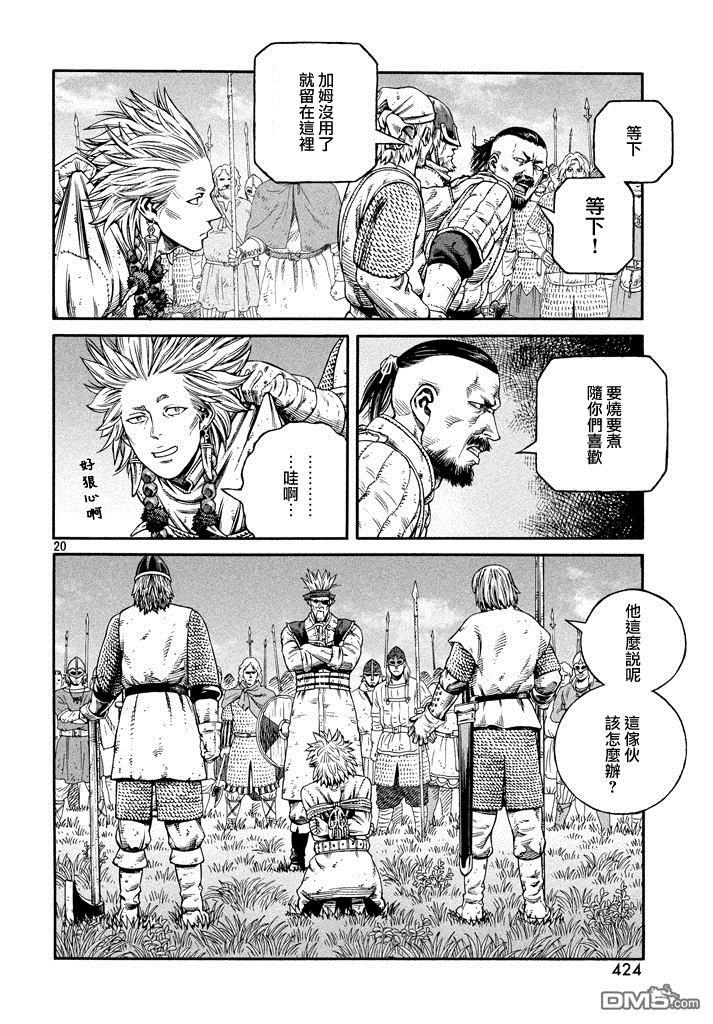 等下
等下！
加姆沒用了
就留在這裡
要燒要煮
隨你們喜歡
………
…哇啊…
好狠心啊
20
他這麼説呢
這傢伙
該怎麼辦？
424
DM5.com